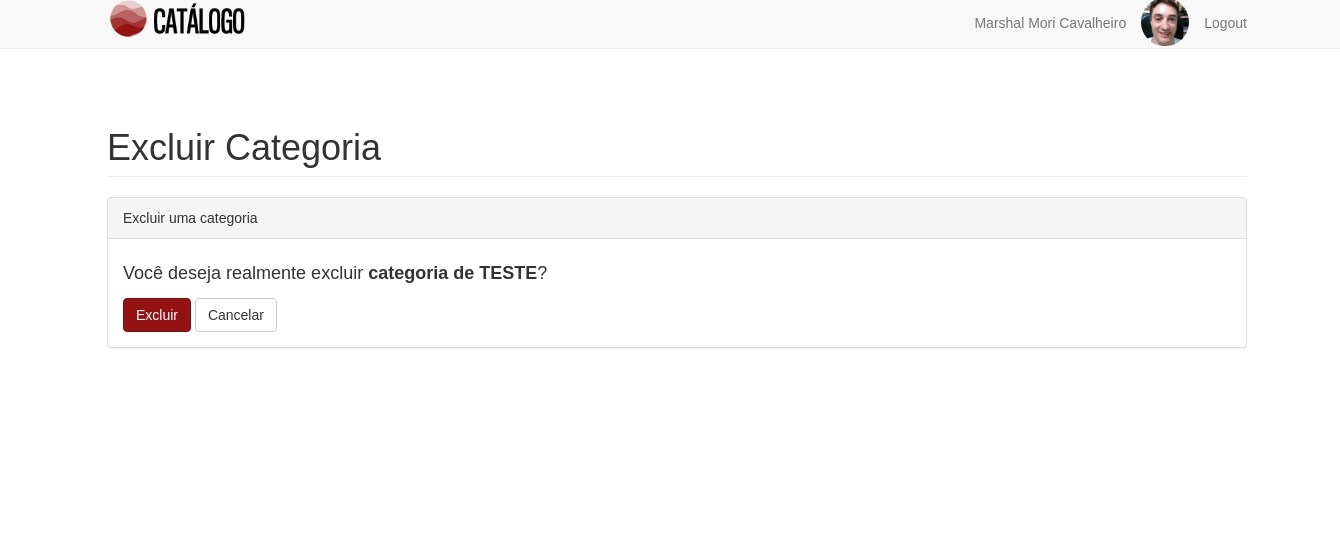 CATÁLOGO
Marshal Mori Cavalheiro
Logout
Excluir Categoria
Excluir uma categoria
Você deseja realmente excluir categoria de TESTE?
Excluir
Cancelar